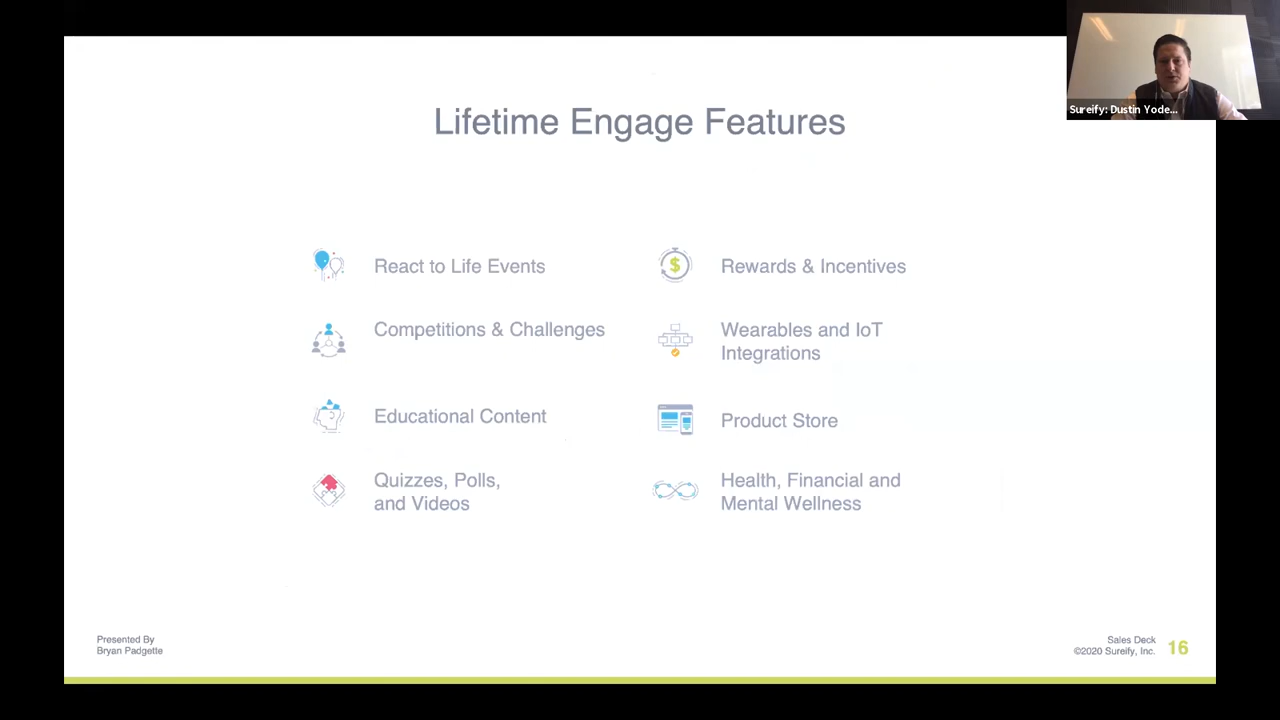 Sureify: Dustin Yode...
Lifetime Engage Features
React to Life Events
Rewards & Incentives
Competitions & Challenges
Wearables and IoT
Integrations
Educational Content
Product Store
Quizzes, Polls,
and Videos
Health, Financial and
Mental Wellness
Presented By
Bryan Padgette
Sales Deck
©2020 Sureify, Inc.
16